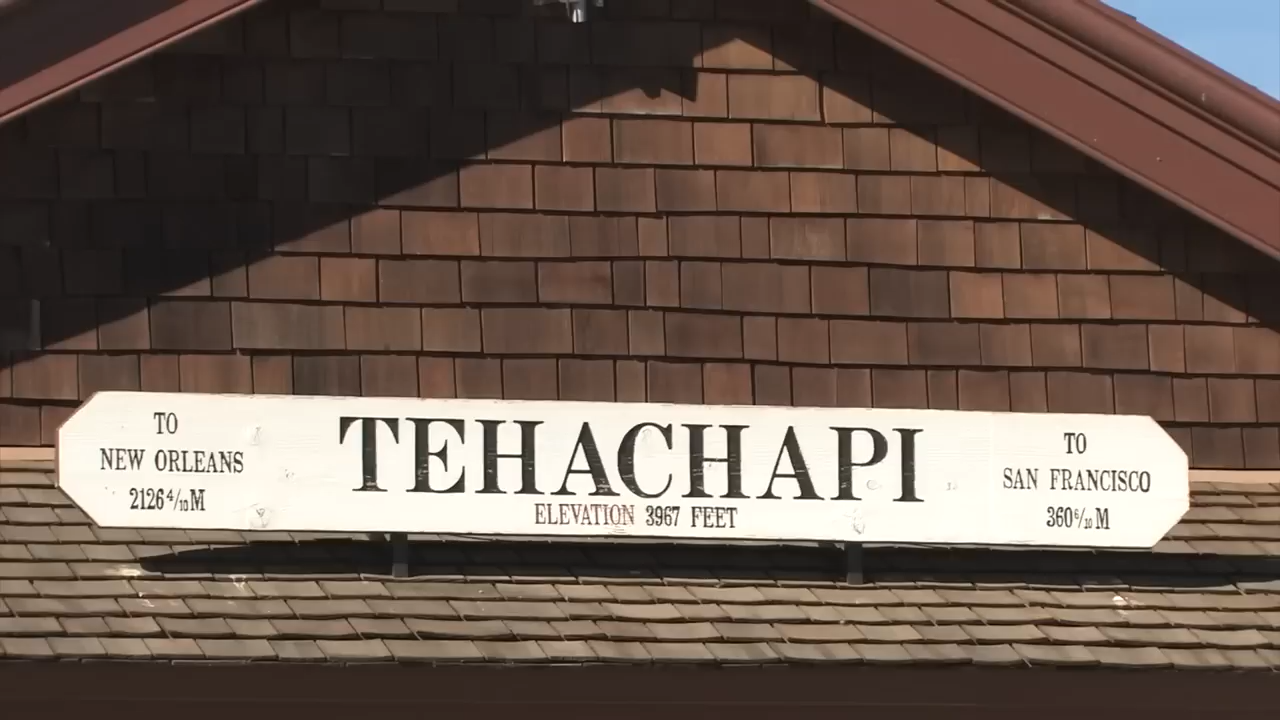 TO
NEW ORLEANS
2126 4/10 M
TEHACHAPI
ELEVATION 3967 FEET
TO
SAN FRANCISCO
360 6/10 M